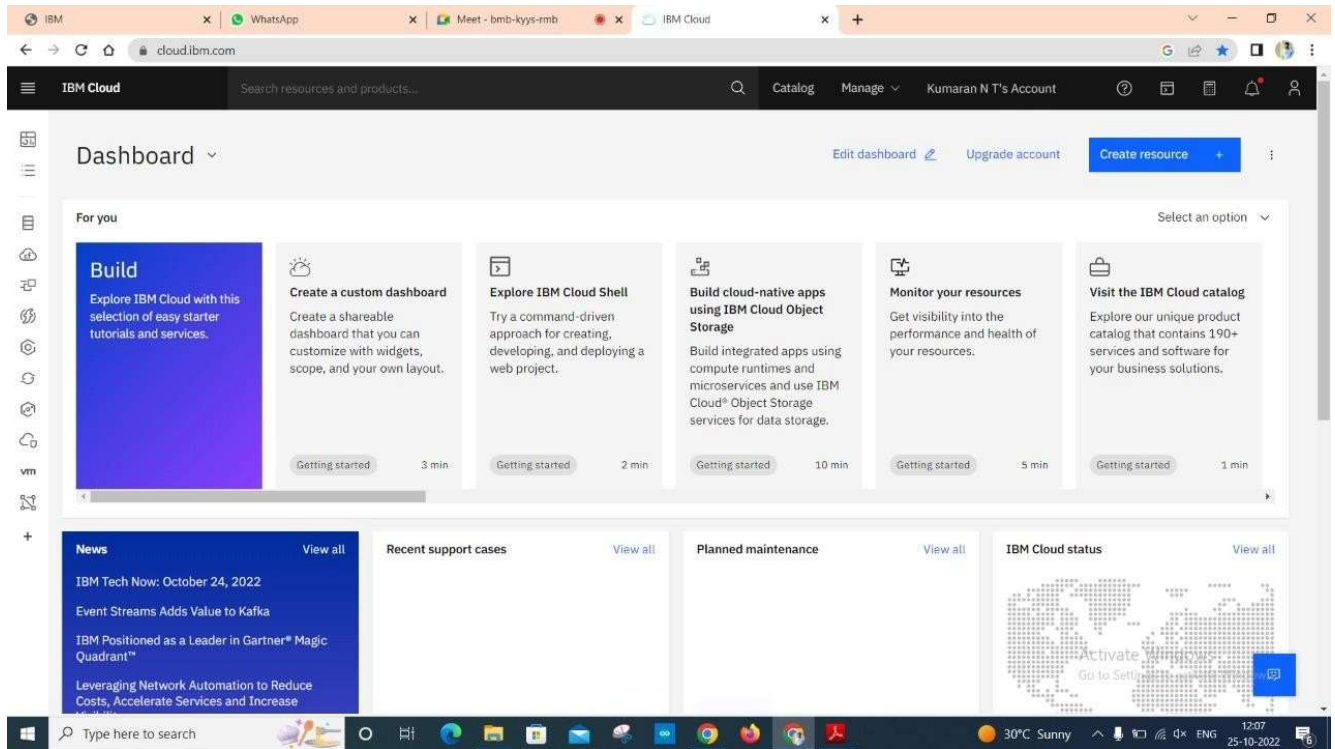 IBM
WhatsApp
Meet - bmb-kyys-rmb
IBM Cloud
cloud.ibm.com
IBM Cloud
Search resources and products...
Catalog
Manage
Kumaran N T's Account
Dashboard
Edit dashboard
Upgrade account
Create resource +
For you
Select an option
Build
Explore IBM Cloud with this
selection of easy starter
tutorials and services.
Create a custom dashboard
Create a shareable
dashboard that you can
customize with widgets,
scope, and your own layout.
Getting started 3 min
Explore IBM Cloud Shell
Try a command-driven
approach for creating,
developing, and deploying a
web project.
Getting started 2 min
Build cloud-native apps
using IBM Cloud Object
Storage
Build integrated apps using
compute runtimes and
microservices and use IBM
Cloud® Object Storage
services for data storage.
Getting started 10 min
Monitor your resources
Get visibility into the
performance and health of
your resources.
Getting started 5 min
Visit the IBM Cloud catalog
Explore our unique product
catalog that contains 190+
services and software for
your business solutions.
Getting started 1 min
vm
News View all
IBM Tech Now: October 24, 2022
Event Streams Adds Value to Kafka
IBM Positioned as a Leader in Gartner® Magic
Quadrant™
Leveraging Network Automation to Reduce
Costs, Accelerate Services and Increase
Recent support cases View all
Planned maintenance View all
IBM Cloud status View all
Activate Windows
Go to Settings
Type here to search
30°C Sunny
ENG
12:07
25-10-2022
6